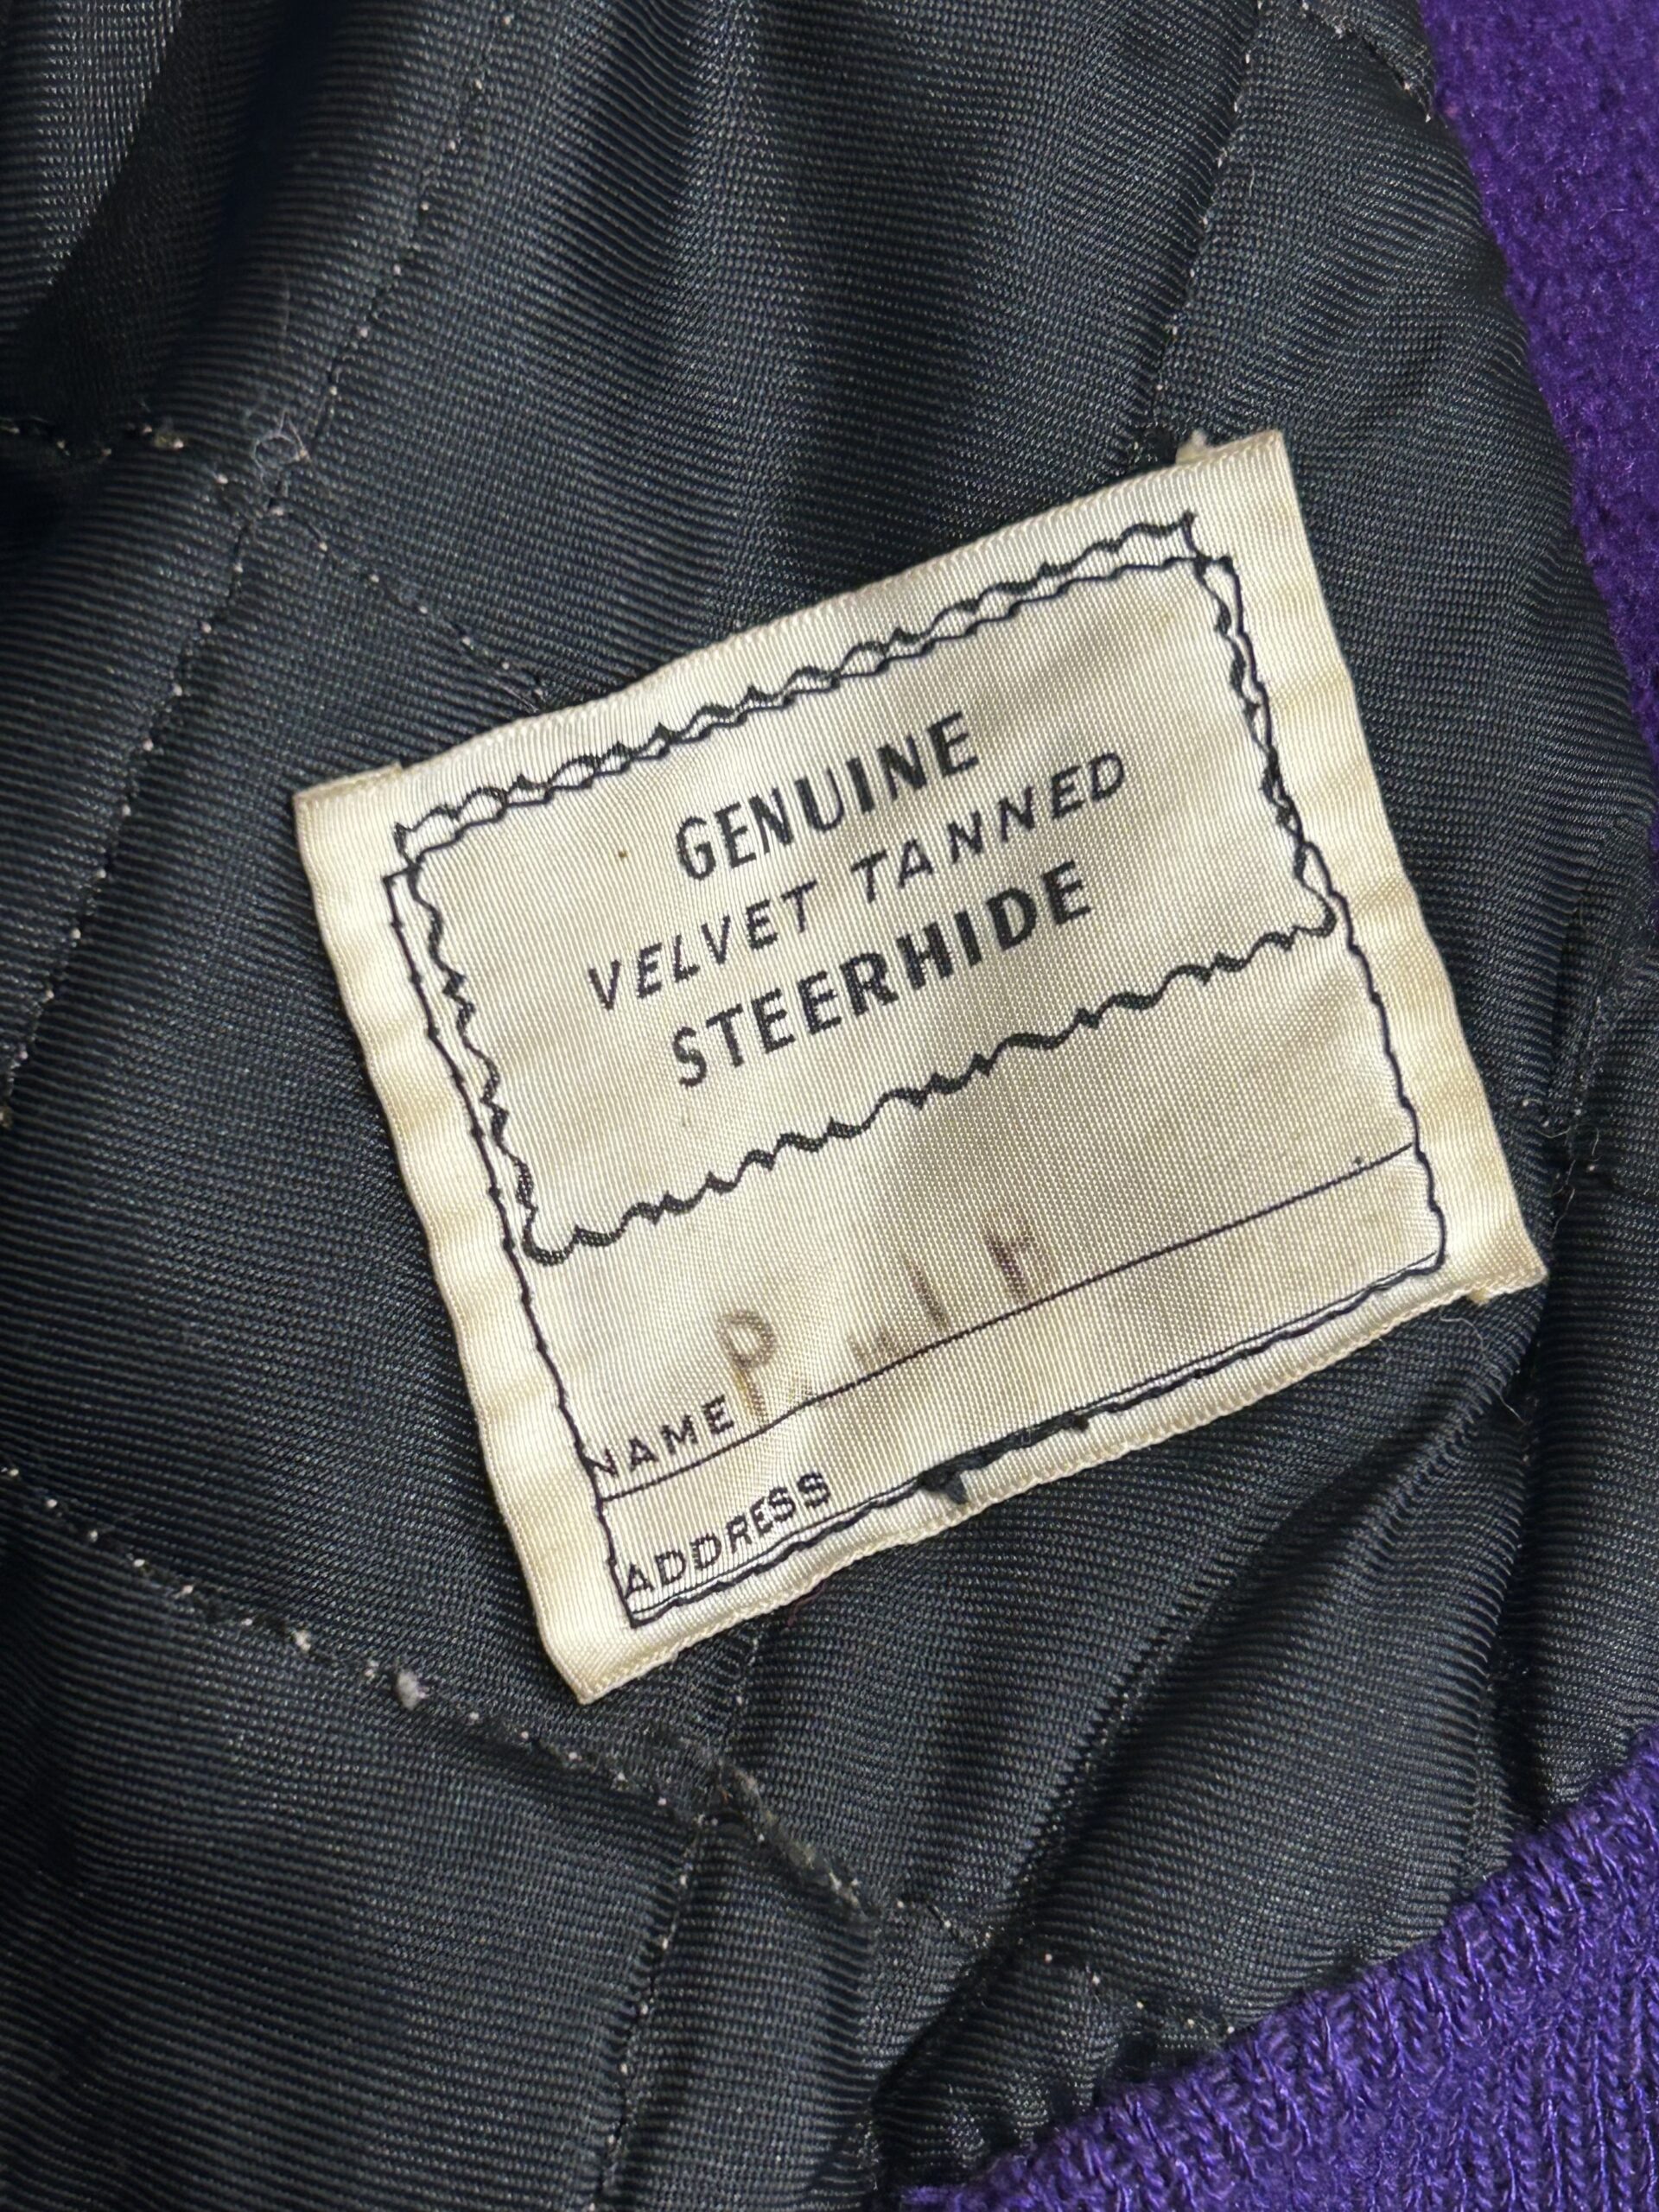 GENUINE
VELVET TANNED
STEERHIDE
NAME
ADDRESS